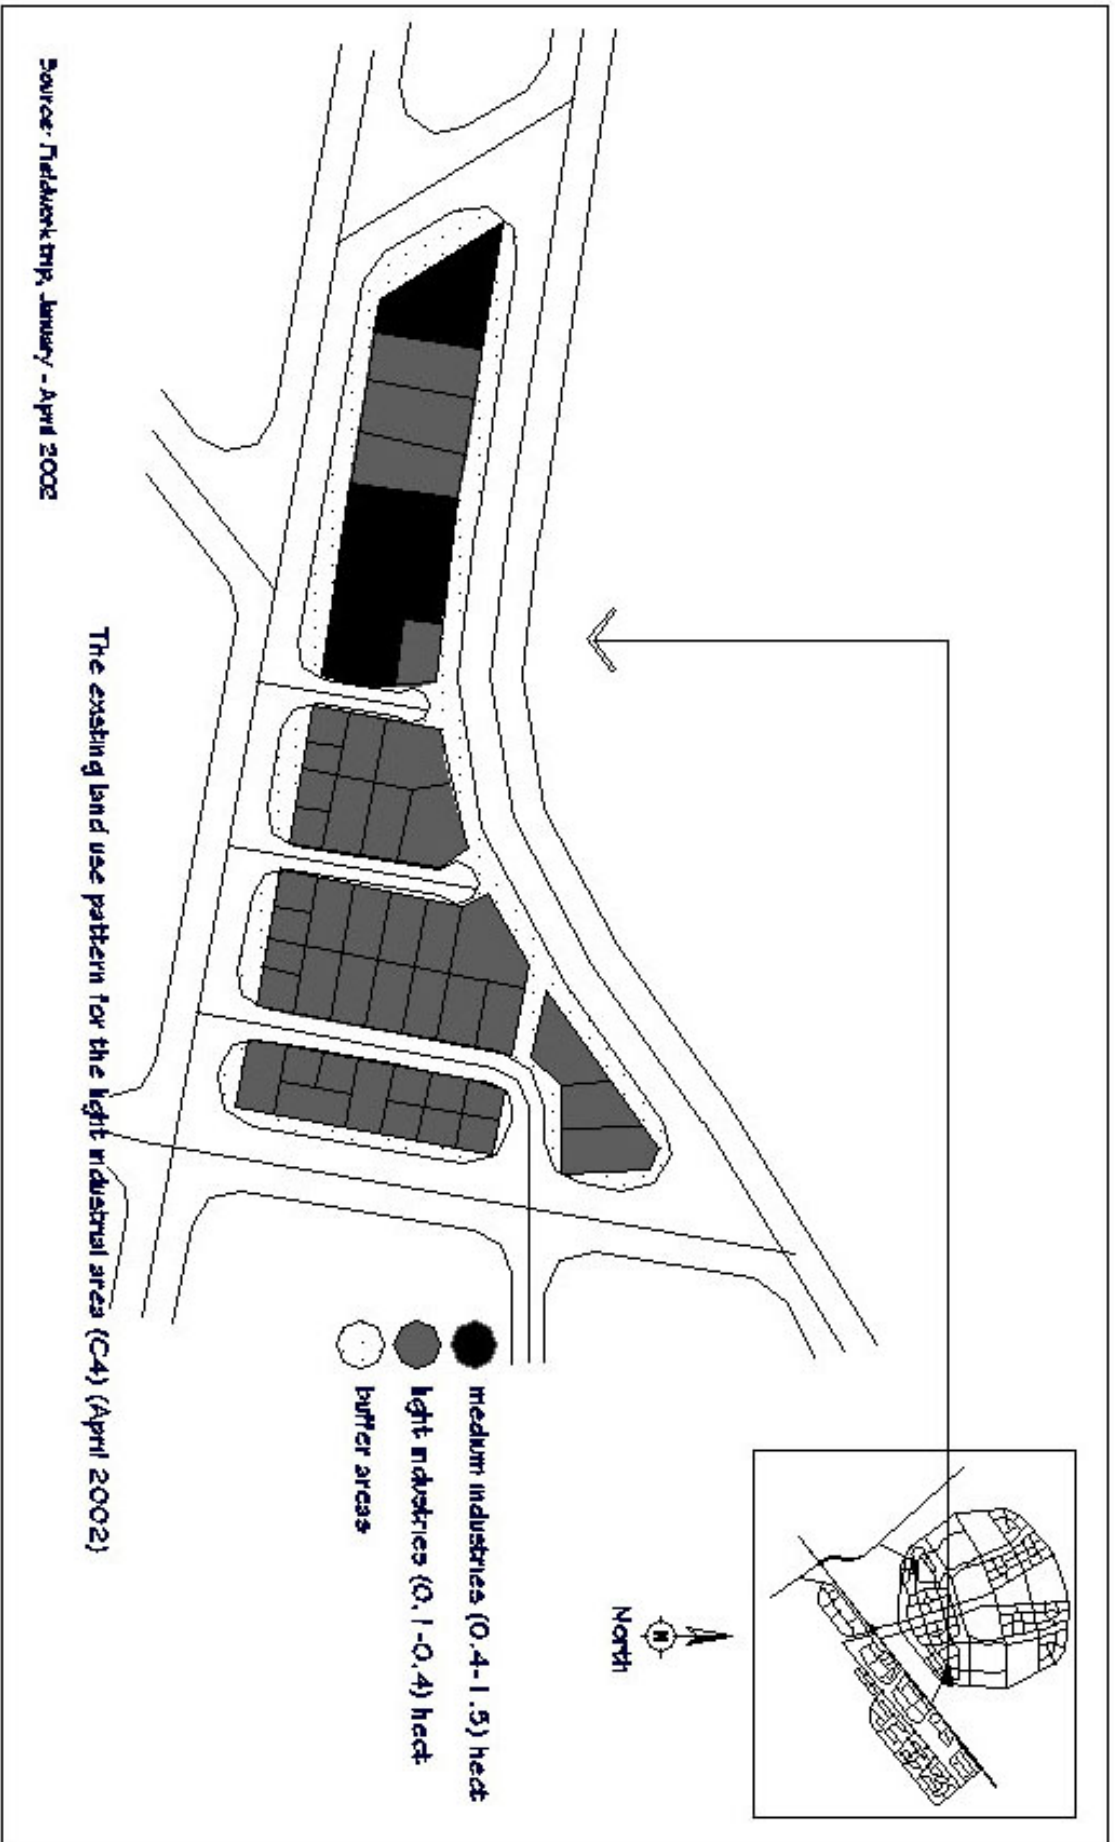 North
N
medium industries (0.4-1.5) hect
light industries (0.1-0.4) hect
buffer areas
The existing land use pattern for the light industrial area (C4) (April 2002)
Source: Fieldwork trip, January - April 2002